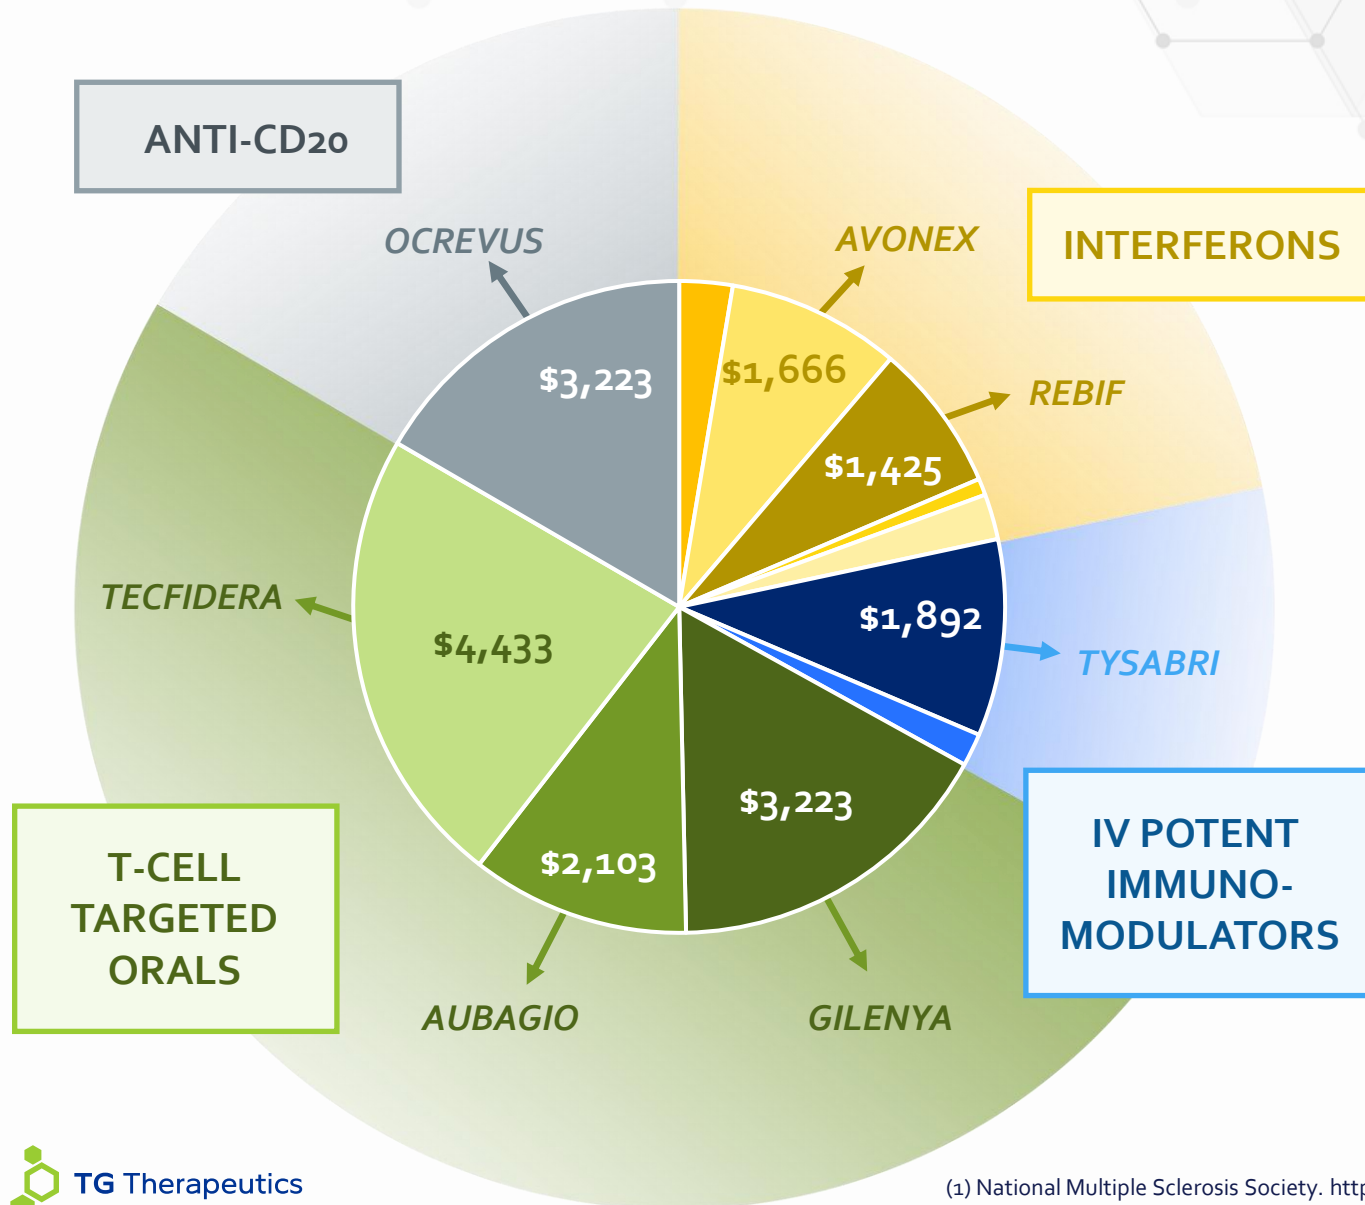 ANTI-CD20
OCREVUS
AVONEX
INTERFERONS
$3,223
$1,666
REBIF
$1,425
TECFIDERA
$4,433
$1,892
TYSABRI
$3,223
$2,103
T-CELL
TARGETED
ORALS
IV POTENT
IMMUNO-
MODULATORS
AUBAGIO
GILENYA
TG Therapeutics
(1) National Multiple Sclerosis Society. http